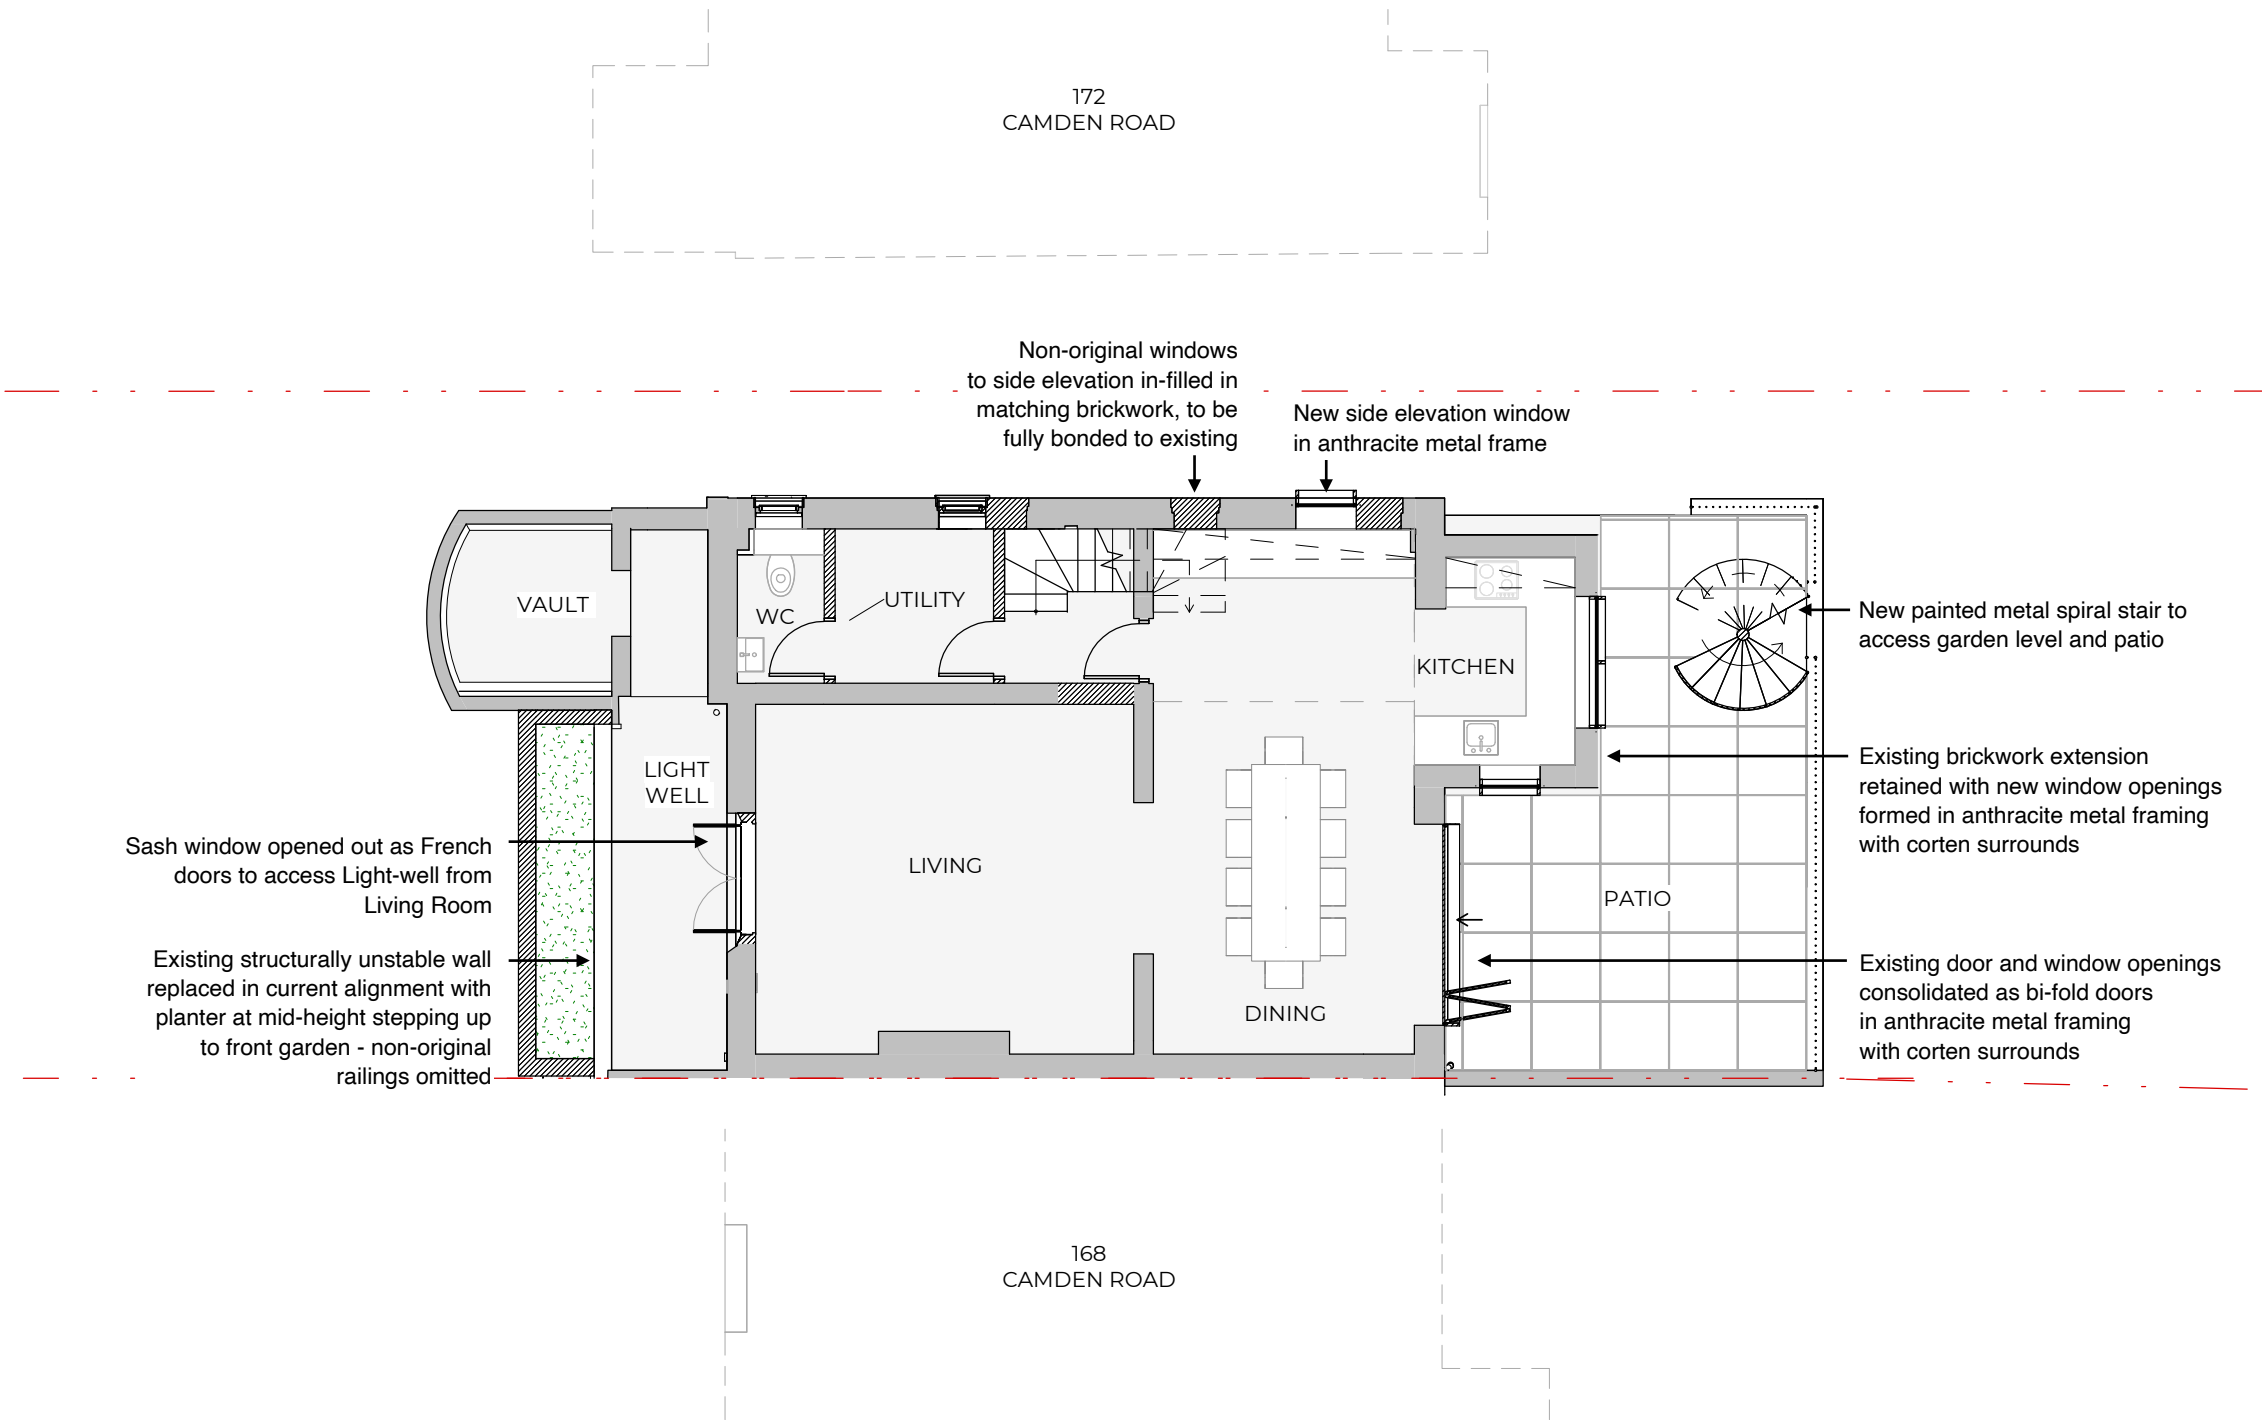 172
CAMDEN ROAD
Non-original windows
to side elevation in-filled in
matching brickwork, to be
fully bonded to existing
New side elevation window
in anthracite metal frame
VAULT
WC
UTILITY
KITCHEN
New painted metal spiral stair to
access garden level and patio
LIGHT
WELL
Existing brickwork extension
retained with new window openings
formed in anthracite metal framing
with corten surrounds
Sash window opened out as French
doors to access Light-well from
Living Room
LIVING
PATIO
Existing structurally unstable wall
replaced in current alignment with
planter at mid-height stepping up
to front garden - non-original
railings omitted
DINING
Existing door and window openings
consolidated as bi-fold doors
in anthracite metal framing
with corten surrounds
168
CAMDEN ROAD